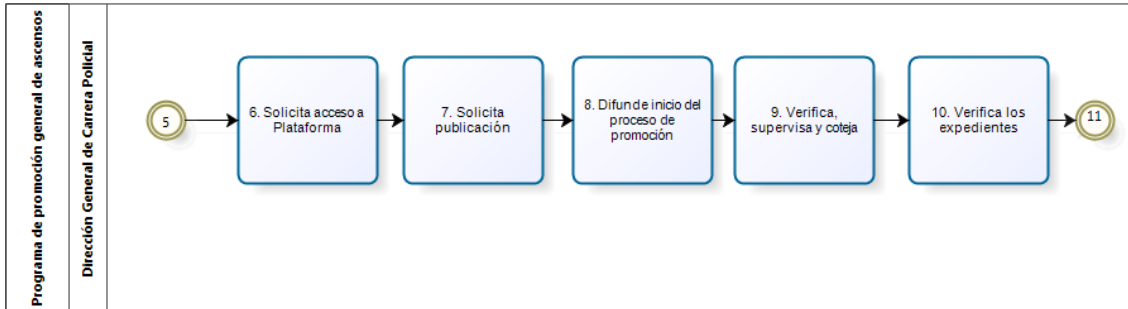 Programa de promoción general de ascensos
Dirección General de Carrera Policial
5
6. Solicita acceso a
Plataforma
7. Solicita
publicación
8. Difunde inicio del
proceso de
promoción
9. Verifica,
supervisa y coteja
10. Verifica los
expedientes
11